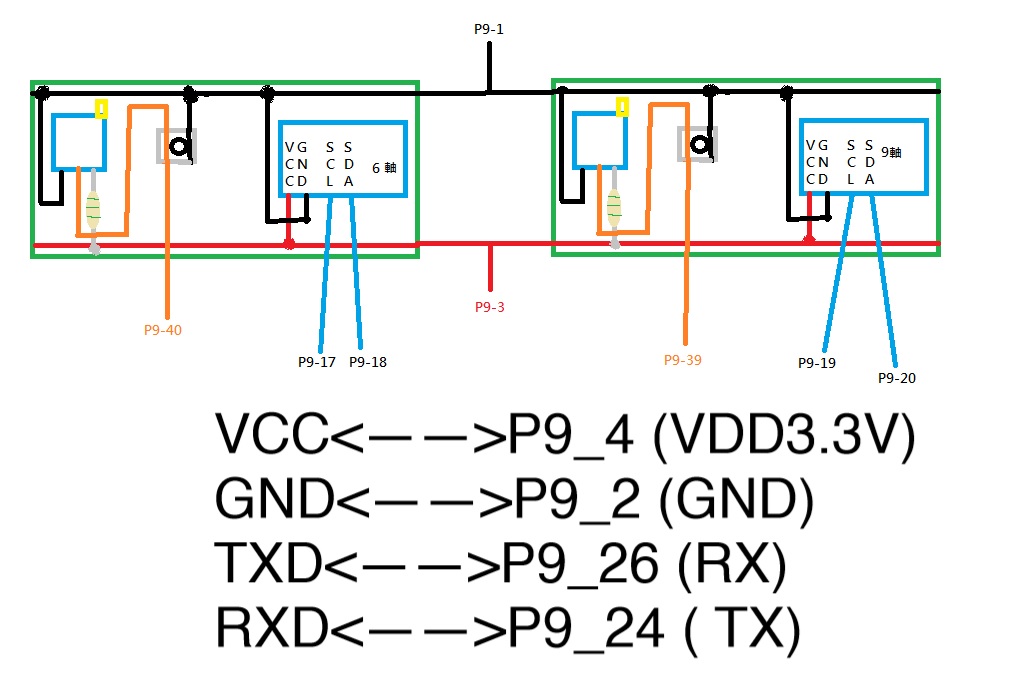 P9-1
VG S S
CN C D
CD L A
6 軸
VG S S
CN C D
CD L A
9軸
P9-3
P9-40
P9-39
P9-17
P9-18
P9-19
P9-20
VCC<-- -->P9_4 (VDD3.3V)
GND<-- -->P9_2 (GND)
TXD<-- -->P9_26 (RX)
RXD<-- -->P9_24 ( TX)